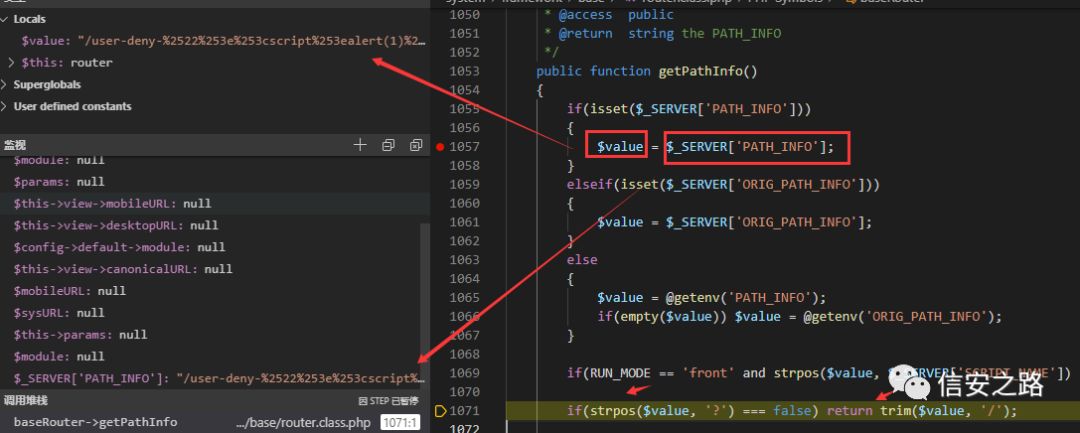 system > framework > base > router.class.php > PHP Symbols > baseRouter
Locals
$value: "/user-deny-%2522%253e%253cscript%253ealert(1)%2…
$this: router
Superglobals
User defined constants
监视
$module: null
$params: null
$this->view->mobileURL: null
$this->view->desktopURL: null
$config->default->module: null
$this->view->canonicalURL: null
$mobileURL: null
$sysURL: null
$this->params: null
$module: null
$_SERVER['PATH_INFO']: "/user-deny-%2522%253e%253cscript%…
调用堆栈
因 STEP 已暂停
baseRouter->getPathInfo …/base/router.class.php 1071:1
1050 * @access public
1051 * @return string the PATH_INFO
1052 */
1053 public function getPathInfo()
1054 {
1055 if(isset($_SERVER['PATH_INFO']))
1056 {
1057 $value = $_SERVER['PATH_INFO'];
1058 }
1059 elseif(isset($_SERVER['ORIG_PATH_INFO']))
1060 {
1061 $value = $_SERVER['ORIG_PATH_INFO'];
1062 }
1063 else
1064 {
1065 $value = @getenv('PATH_INFO');
1066 if(empty($value)) $value = @getenv('ORIG_PATH_INFO');
1067 }
1068
1069 if(RUN_MODE == 'front' and strpos($value, $_SERVER['SCRIPT_NAME'])
1070
1071 if(strpos($value, '?') === false) return trim($value, '/');
1072
信安之路